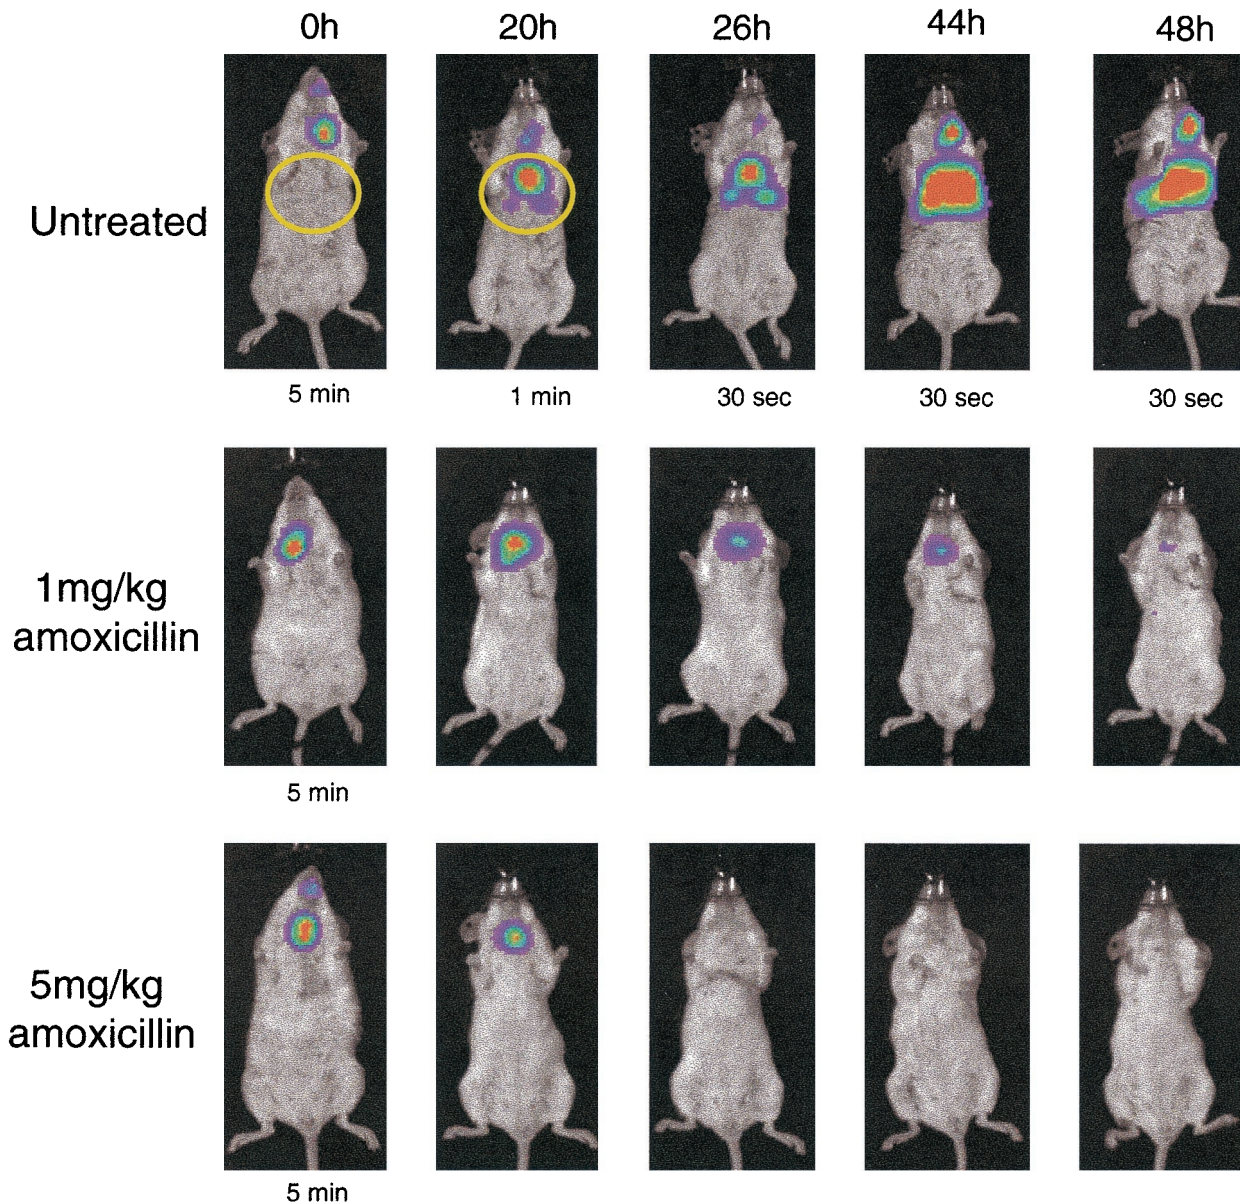 0h 20h 26h 44h 48h
Untreated
5 min 1 min 30 sec 30 sec 30 sec
1mg/kg
amoxicillin
5 min
5mg/kg
amoxicillin
5 min